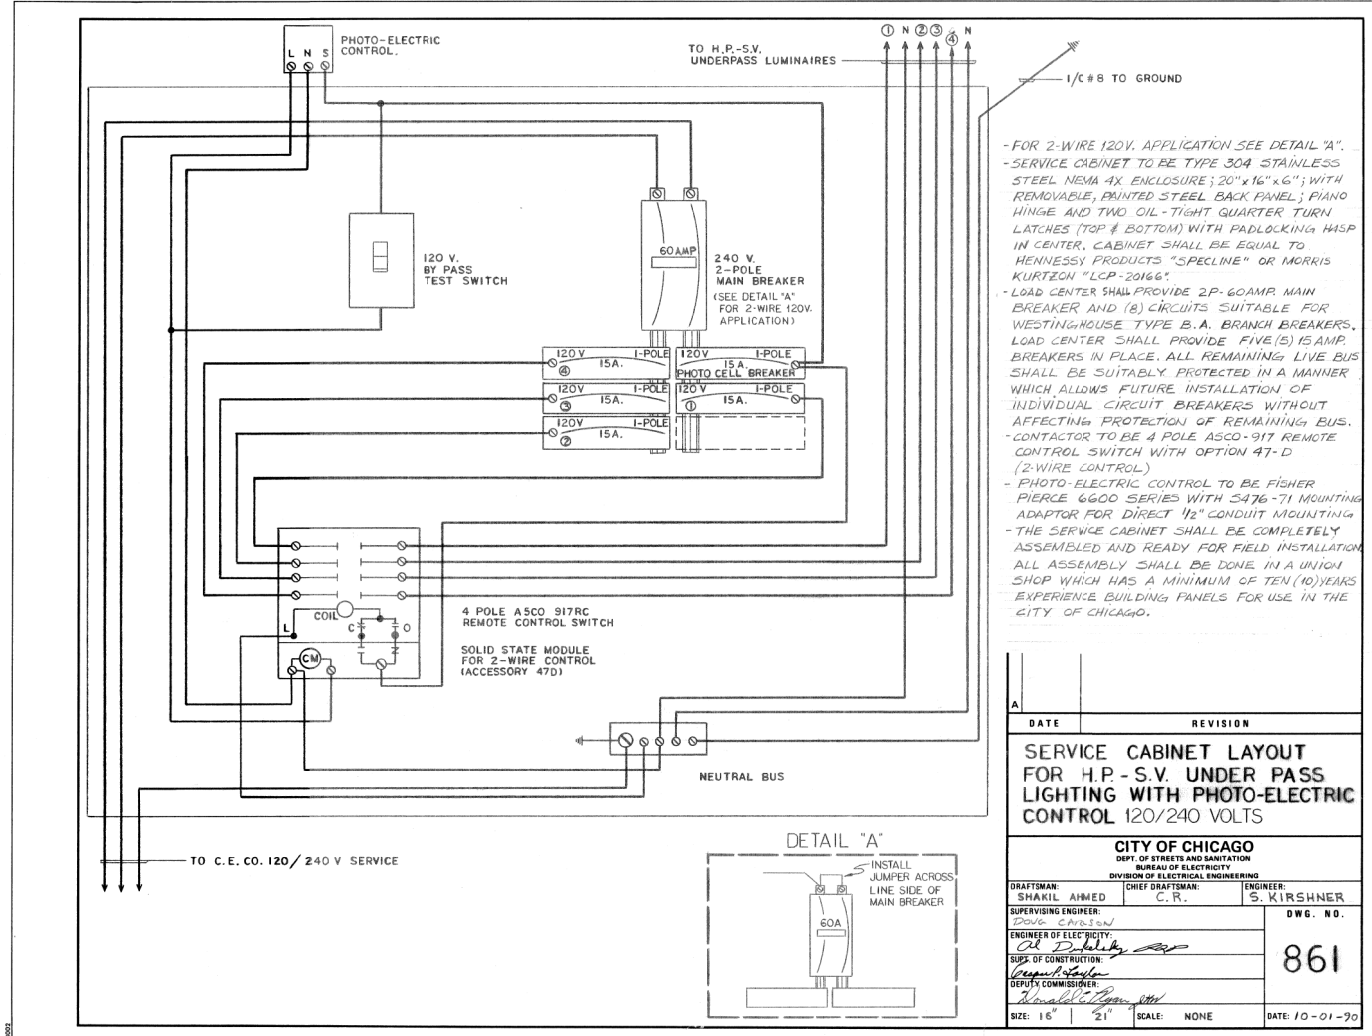 PHOTO-ELECTRIC
CONTROL.
L N S
TO H.P.-S.V.
UNDERPASS LUMINAIRES
① N ② ③ ④ N
1/C #8 TO GROUND
120 V.
BY PASS
TEST SWITCH
60 AMP
240 V.
2-POLE
MAIN BREAKER
(SEE DETAIL "A"
FOR 2-WIRE 120V.
APPLICATION)
120 V 1-POLE
15A.
④
120V 1-POLE
15 A.
PHOTO CELL BREAKER
120V 1-POLE
15A.
③
120 V 1-POLE
15A.
①
120V 1-POLE
15A.
②
COIL
L
C O
N
CM
4 POLE ASCO 917RC
REMOTE CONTROL SWITCH
SOLID STATE MODULE
FOR 2-WIRE CONTROL
(ACCESSORY 47D)
NEUTRAL BUS
TO C.E. CO. 120/240 V SERVICE
DETAIL "A"
INSTALL
JUMPER ACROSS
LINE SIDE OF
MAIN BREAKER
60A
- FOR 2-WIRE 120V. APPLICATION SEE DETAIL "A".
- SERVICE CABINET TO BE TYPE 304 STAINLESS
STEEL NEMA 4X ENCLOSURE; 20" x 16" x 6"; WITH
REMOVABLE, PAINTED STEEL BACK PANEL; PIANO
HINGE AND TWO OIL-TIGHT QUARTER TURN
LATCHES (TOP & BOTTOM) WITH PADLOCKING HASP
IN CENTER. CABINET SHALL BE EQUAL TO
HENNESSY PRODUCTS "SPECLINE" OR MORRIS
KURTZON "LCP-20166".
- LOAD CENTER SHALL PROVIDE 2P-60AMP. MAIN
BREAKER AND (8) CIRCUITS SUITABLE FOR
WESTINGHOUSE TYPE B.A. BRANCH BREAKERS.
LOAD CENTER SHALL PROVIDE FIVE (5) 15 AMP.
BREAKERS IN PLACE. ALL REMAINING LIVE BUS
SHALL BE SUITABLY PROTECTED IN A MANNER
WHICH ALLOWS FUTURE INSTALLATION OF
INDIVIDUAL CIRCUIT BREAKERS WITHOUT
AFFECTING PROTECTION OF REMAINING BUS.
- CONTACTOR TO BE 4 POLE ASCO-917 REMOTE
CONTROL SWITCH WITH OPTION 47-D
(2-WIRE CONTROL)
- PHOTO-ELECTRIC CONTROL TO BE FISHER
PIERCE 6600 SERIES WITH 5476-71 MOUNTING
ADAPTOR FOR DIRECT 1/2" CONDUIT MOUNTING
- THE SERVICE CABINET SHALL BE COMPLETELY
ASSEMBLED AND READY FOR FIELD INSTALLATION
ALL ASSEMBLY SHALL BE DONE IN A UNION
SHOP WHICH HAS A MINIMUM OF TEN (10) YEARS
EXPERIENCE BUILDING PANELS FOR USE IN THE
CITY OF CHICAGO.
A
DATE REVISION
SERVICE CABINET LAYOUT
FOR H.P.-S.V. UNDER PASS
LIGHTING WITH PHOTO-ELECTRIC
CONTROL 120/240 VOLTS
CITY OF CHICAGO
DEPT. OF STREETS AND SANITATION
BUREAU OF ELECTRICITY
DIVISION OF ELECTRICAL ENGINEERING
DRAFTSMAN: CHIEF DRAFTSMAN: ENGINEER:
SHAKIL AHMED C.R. S. KIRSHNER
SUPERVISING ENGINEER: DWG. NO.
DOUG CARLSON
ENGINEER OF ELECTRICITY:
Al
861
SUPT. OF CONSTRUCTION:
DEPUTY COMMISSIONER:
Donald E. Ryan
SIZE: 16" 21" SCALE: NONE DATE: 10-01-90